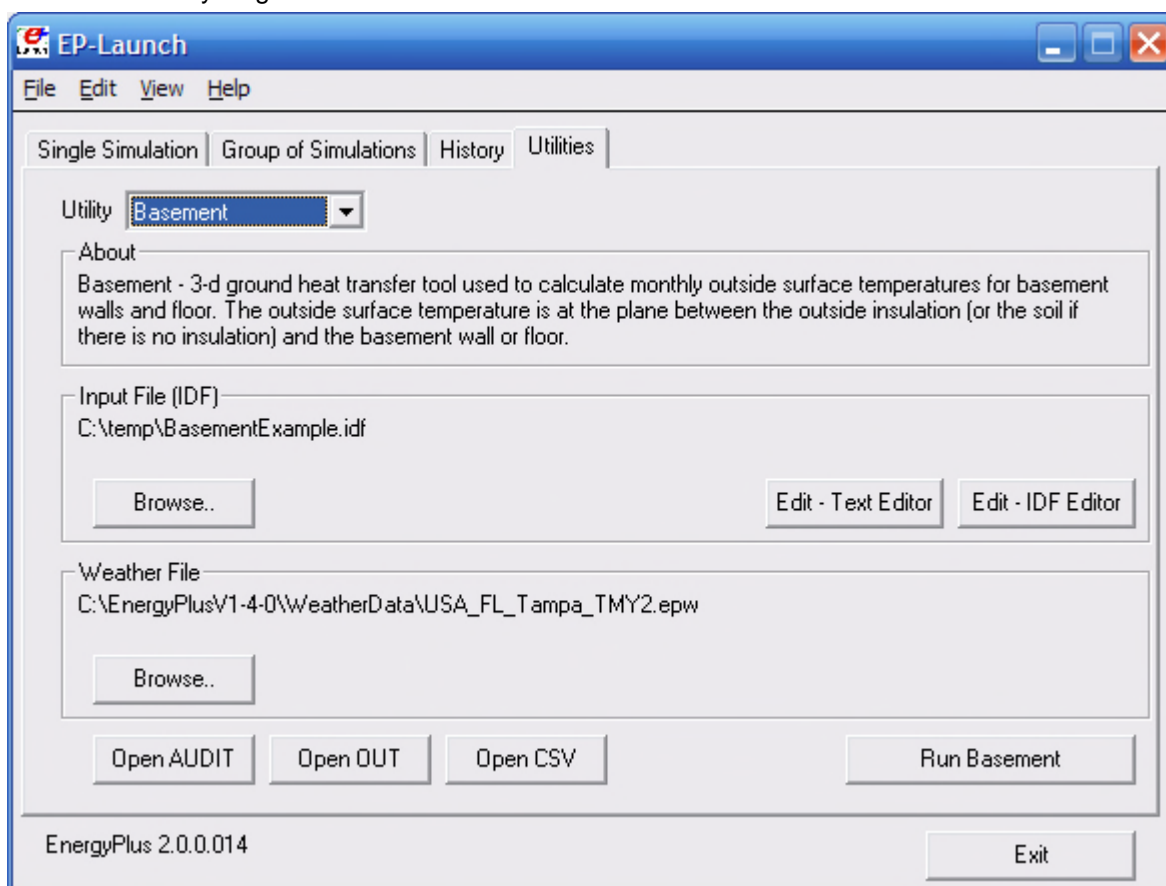 EP-Launch
File Edit View Help
Single Simulation Group of Simulations History Utilities
Utility Basement
About
Basement - 3-d ground heat transfer tool used to calculate monthly outside surface temperatures for basement
walls and floor. The outside surface temperature is at the plane between the outside insulation (or the soil if
there is no insulation) and the basement wall or floor.
Input File (IDF)
C:\temp\BasementExample.idf
Browse.. Edit - Text Editor Edit - IDF Editor
Weather File
C:\EnergyPlusV1-4-0\WeatherData\USA_FL_Tampa_TMY2.epw
Browse..
Open AUDIT Open OUT Open CSV Run Basement
EnergyPlus 2.0.0.014 Exit